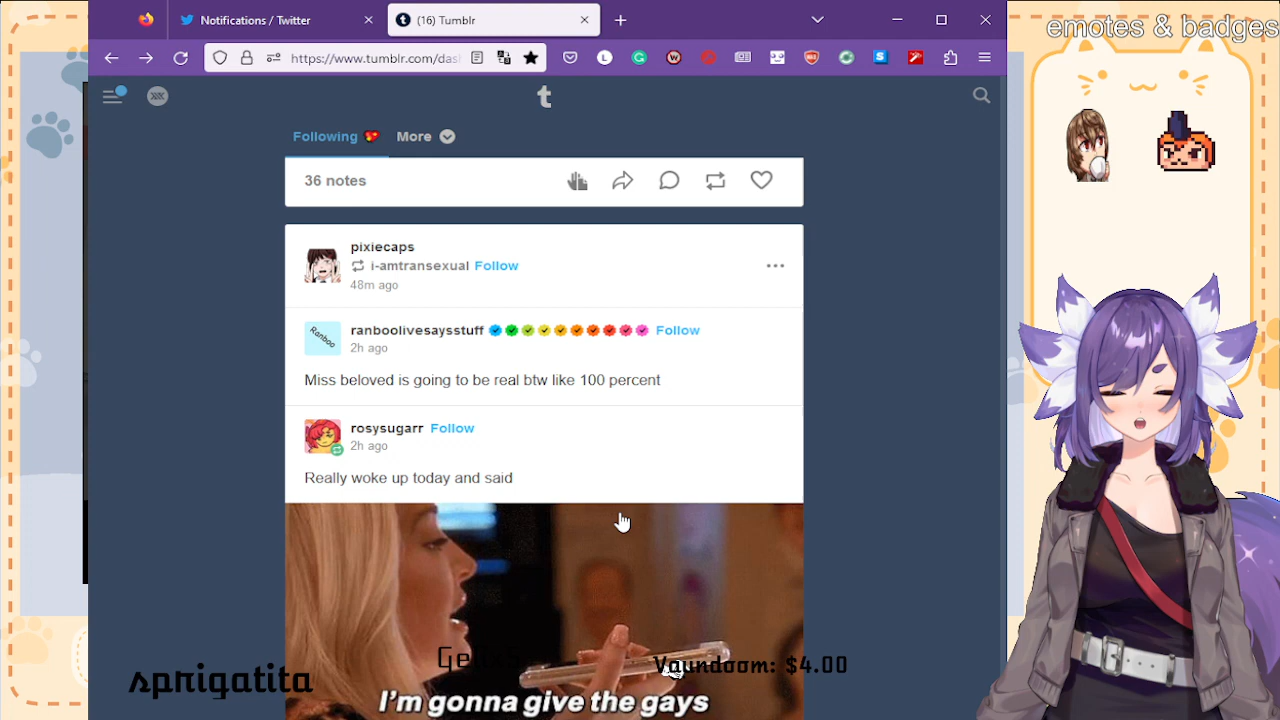 Notifications / Twitter
(16) Tumblr
emotes & badges
https://www.tumblr.com/das
Following
More
36 notes
pixiecaps
i-amtransexual Follow
48m ago
Ranboo
ranboolivesaysstuff Follow
2h ago
Miss beloved is going to be real btw like 100 percent
rosysugarr Follow
2h ago
Really woke up today and said
Vaundoom: $4.00
sprigatita
I'm gonna give the gays